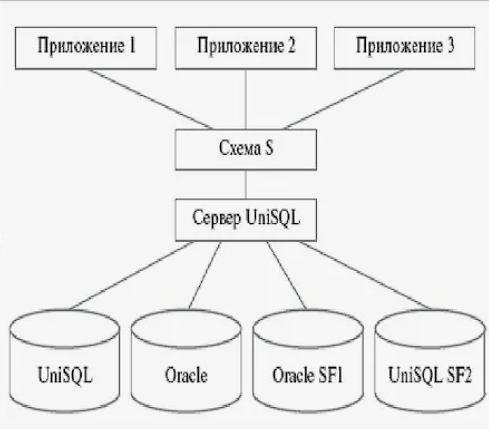 Приложение 1
Приложение 2
Приложение 3
Схема S
Сервер UniSQL
UniSQL
Oracle
Oracle SF1
UniSQL SF2